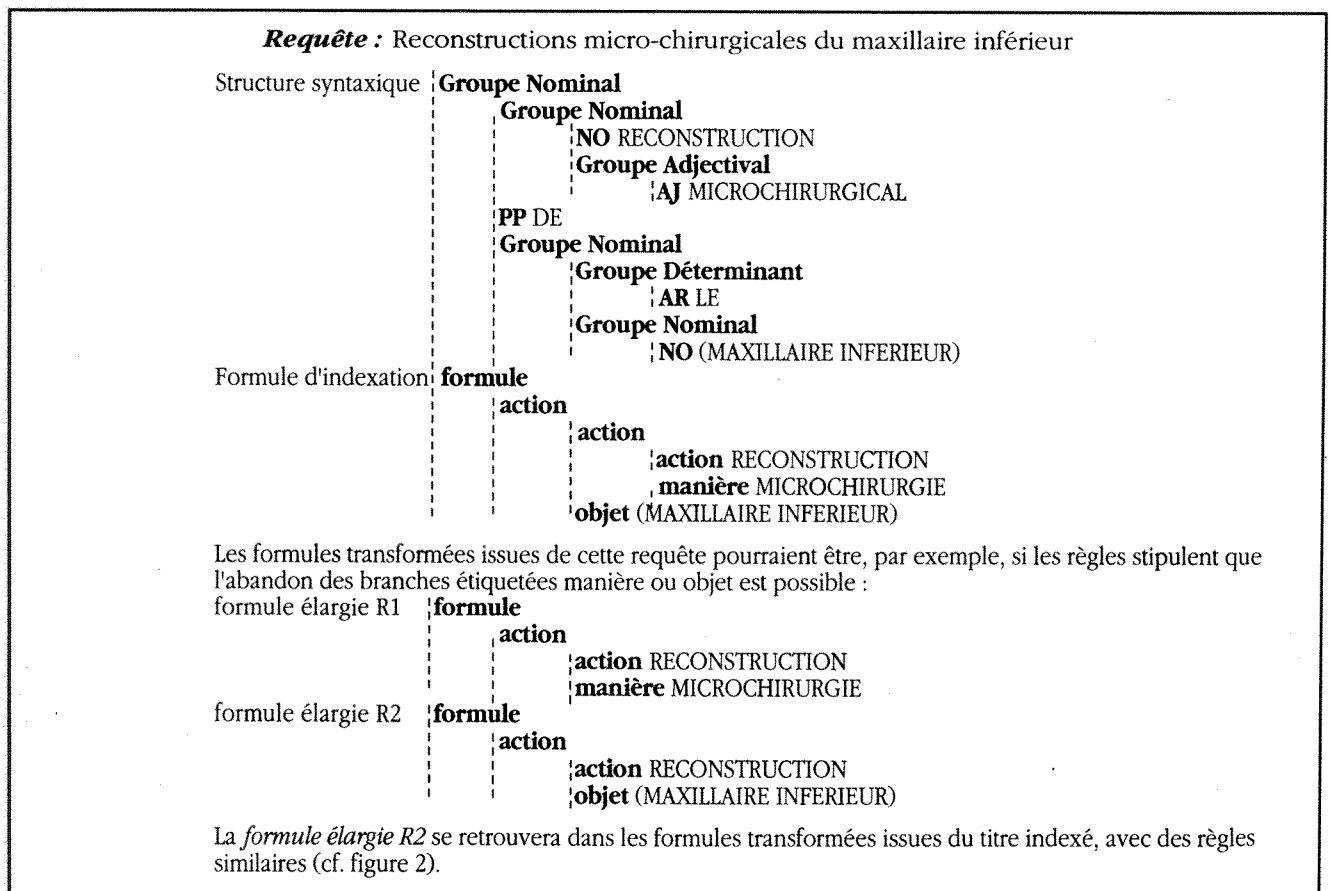 Requête : Reconstructions micro-chirurgicales du maxillaire inférieur
Structure syntaxique Groupe Nominal
Groupe Nominal
NO RECONSTRUCTION
Groupe Adjectival
AJ MICROCHIRURGICAL
PP DE
Groupe Nominal
Groupe Déterminant
AR LE
Groupe Nominal
NO (MAXILLAIRE INFERIEUR)
Formule d'indexation formule
action
action
action RECONSTRUCTION
manière MICROCHIRURGIE
objet (MAXILLAIRE INFERIEUR)
Les formules transformées issues de cette requête pourraient être, par exemple, si les règles stipulent que
l'abandon des branches étiquetées manière ou objet est possible :
formule élargie R1 formule
action
action RECONSTRUCTION
manière MICROCHIRURGIE
formule élargie R2 formule
action
action RECONSTRUCTION
objet (MAXILLAIRE INFERIEUR)
La formule élargie R2 se retrouvera dans les formules transformées issues du titre indexé, avec des règles
similaires (cf. figure 2).